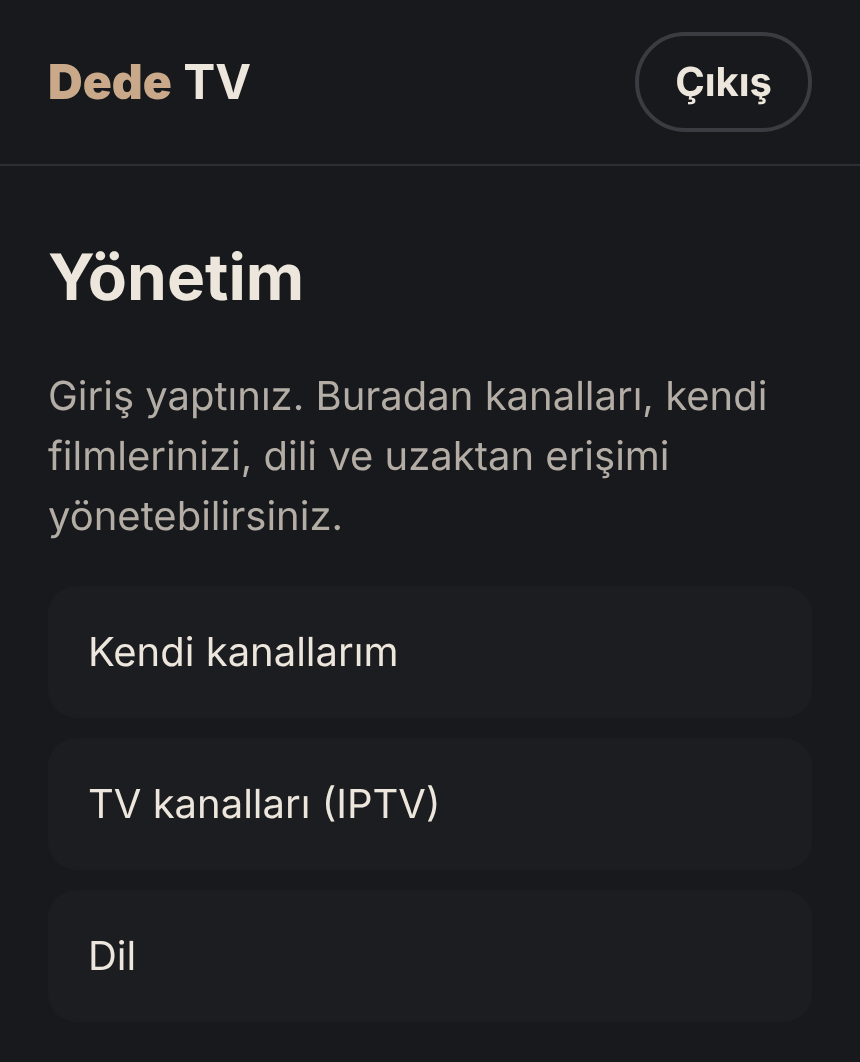 Dede TV
Çıkış
Yönetim
Giriş yaptınız. Buradan kanalları, kendi
filmlerinizi, dili ve uzaktan erişimi
yönetebilirsiniz.
Kendi kanallarım
TV kanalları (IPTV)
Dil